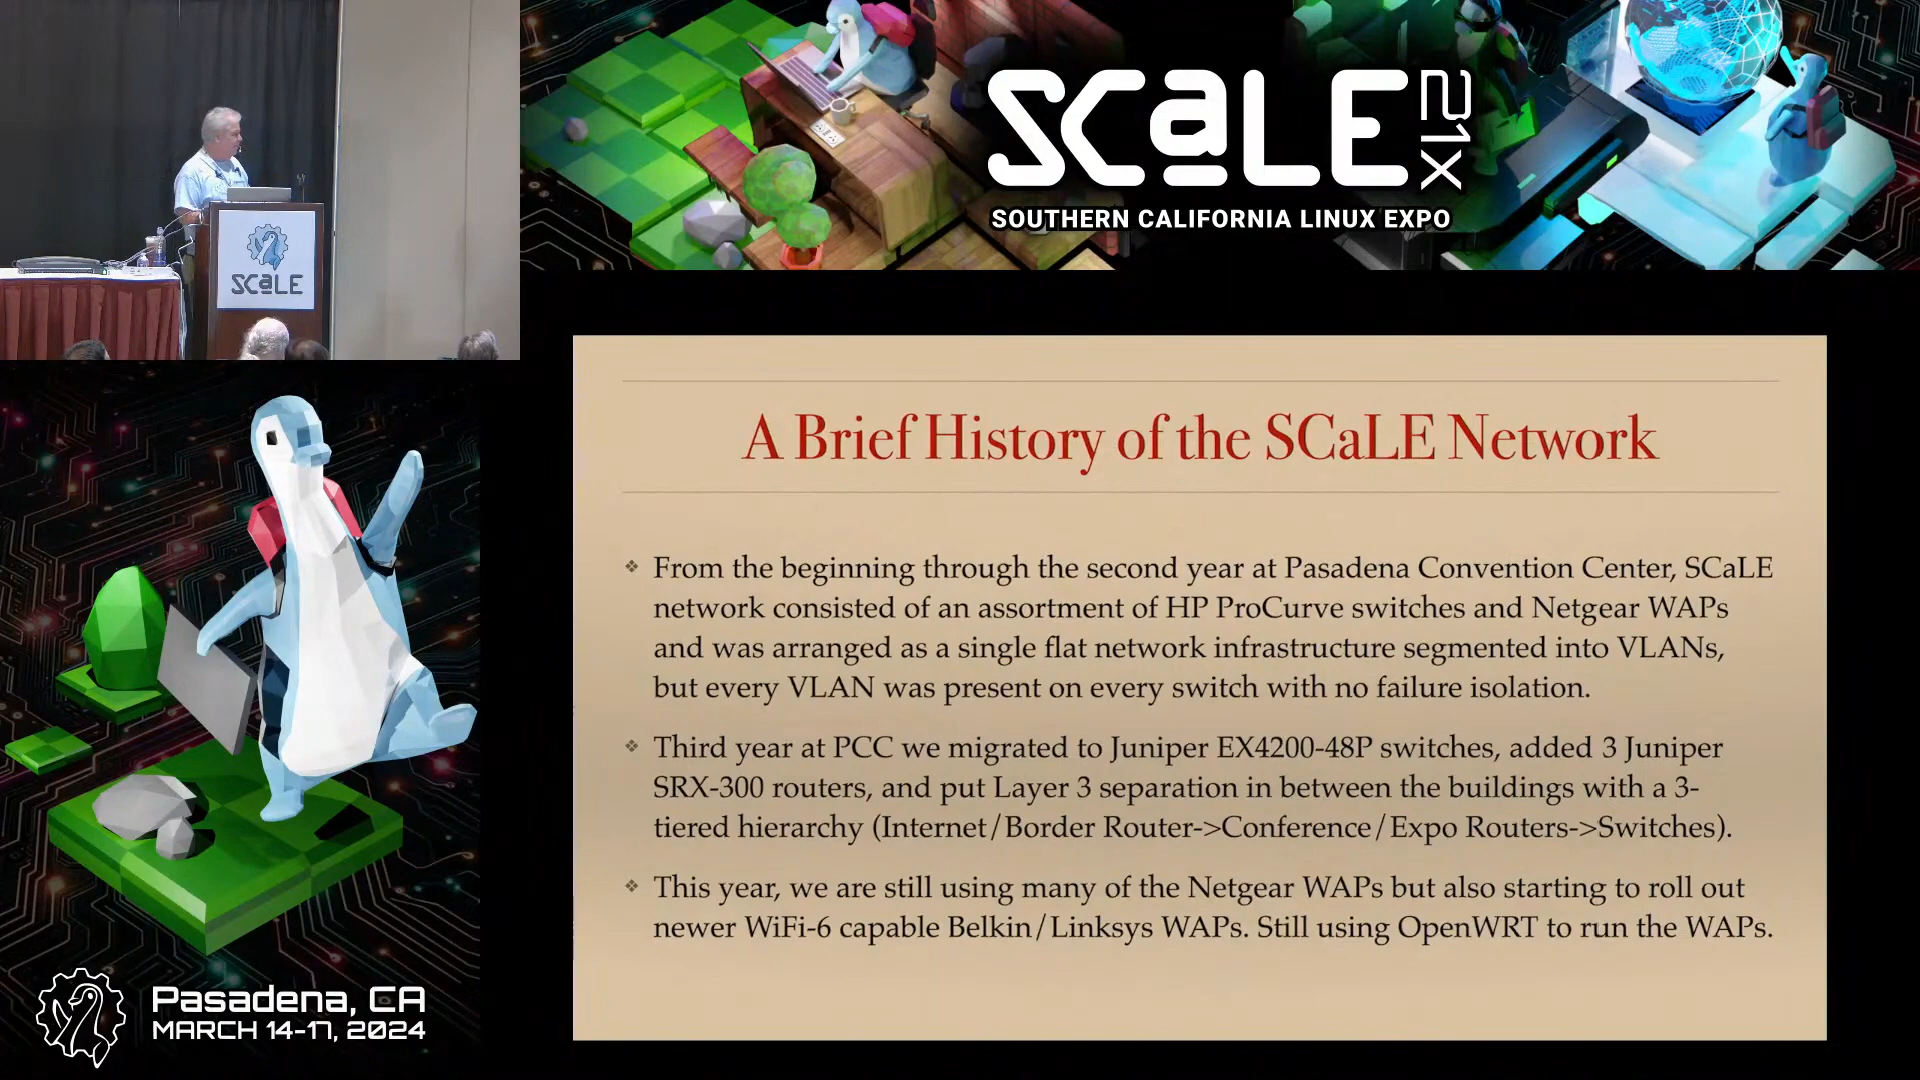 SCaLE 21X
SOUTHERN CALIFORNIA LINUX EXPO
SCaLE
A Brief History of the SCaLE Network
❖ From the beginning through the second year at Pasadena Convention Center, SCaLE
network consisted of an assortment of HP ProCurve switches and Netgear WAPs
and was arranged as a single flat network infrastructure segmented into VLANs,
but every VLAN was present on every switch with no failure isolation.
❖ Third year at PCC we migrated to Juniper EX4200-48P switches, added 3 Juniper
SRX-300 routers, and put Layer 3 separation in between the buildings with a 3-
tiered hierarchy (Internet/Border Router->Conference/Expo Routers->Switches).
❖ This year, we are still using many of the Netgear WAPs but also starting to roll out
newer WiFi-6 capable Belkin/Linksys WAPs. Still using OpenWRT to run the WAPs.
Pasadena, CA
MARCH 14-17, 2024